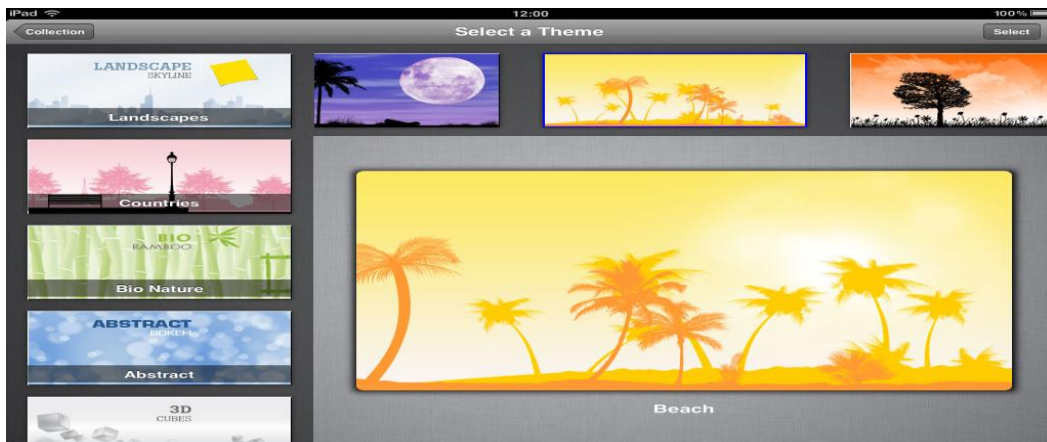 iPad 12:00 100%
Collection Select a Theme Select
LANDSCAPE
SKYLINE
Landscapes
Countries
BIO
BAMBOO
Bio Nature
ABSTRACT
BOKEH
Abstract
3D
CUBES
Beach